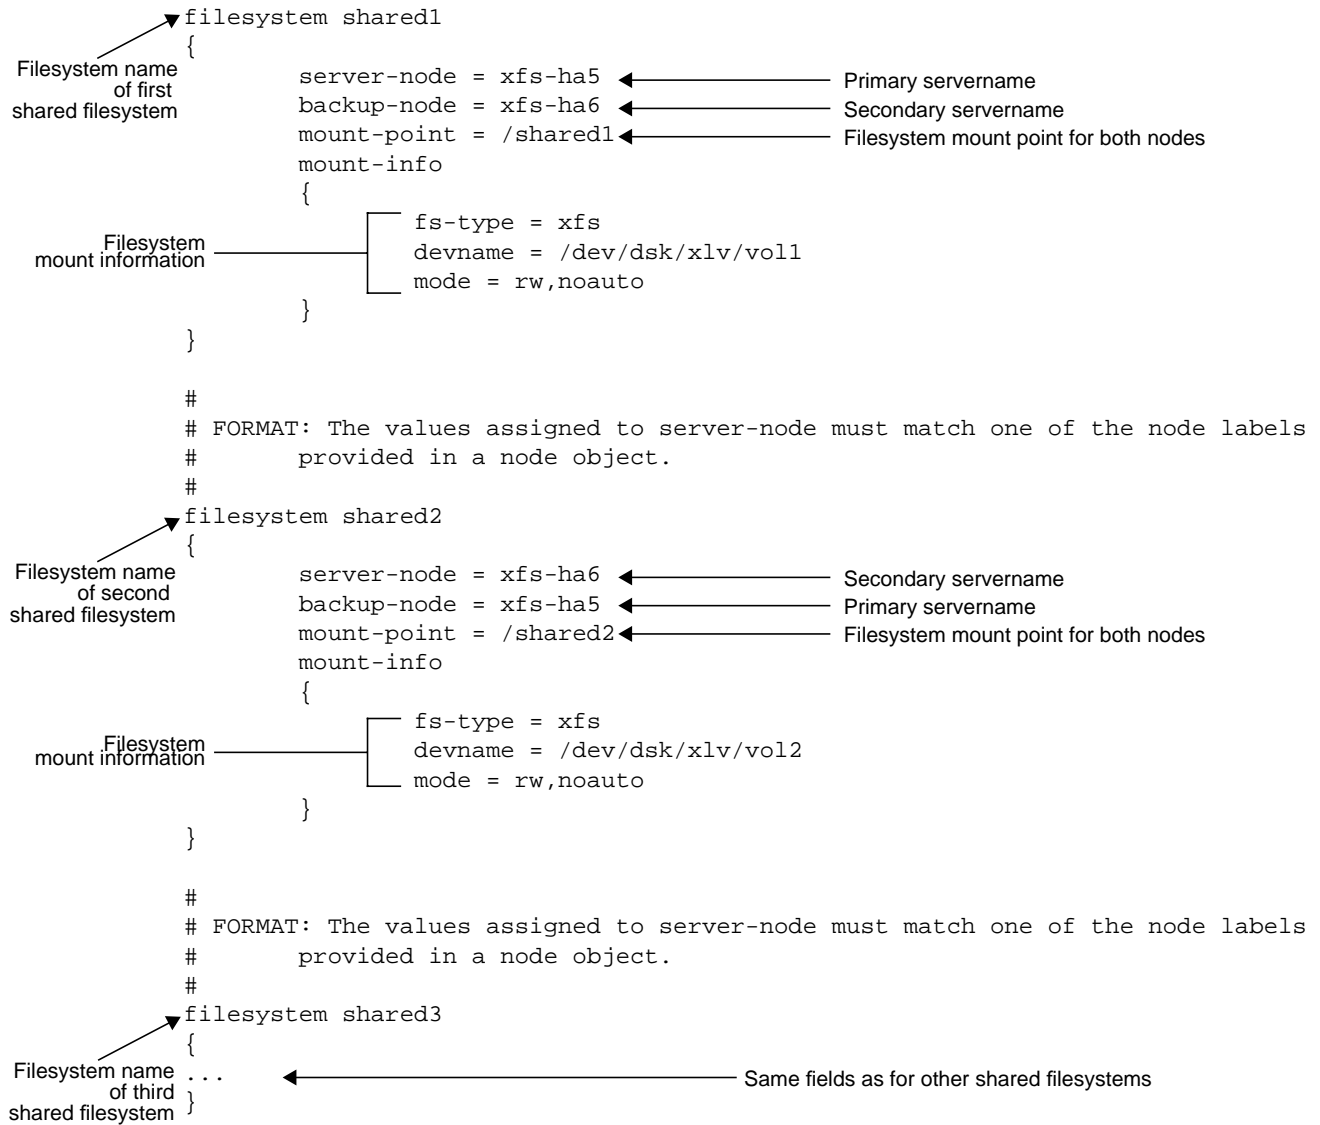 filesystem shared1
{
Filesystem name
of first
shared filesystem
server-node = xfs-ha5
Primary servername
backup-node = xfs-ha6
Secondary servername
mount-point = /shared1
Filesystem mount point for both nodes
mount-info
{
Filesystem
mount information
fs-type = xfs
devname = /dev/dsk/xlv/vol1
mode = rw,noauto
}
}
#
# FORMAT: The values assigned to server-node must match one of the node labels
# provided in a node object.
#
filesystem shared2
{
Filesystem name
of second
shared filesystem
server-node = xfs-ha6
Secondary servername
backup-node = xfs-ha5
Primary servername
mount-point = /shared2
Filesystem mount point for both nodes
mount-info
{
Filesystem
mount information
fs-type = xfs
devname = /dev/dsk/xlv/vol2
mode = rw,noauto
}
}
#
# FORMAT: The values assigned to server-node must match one of the node labels
# provided in a node object.
#
filesystem shared3
{
Filesystem name
of third
shared filesystem
...
Same fields as for other shared filesystems
}